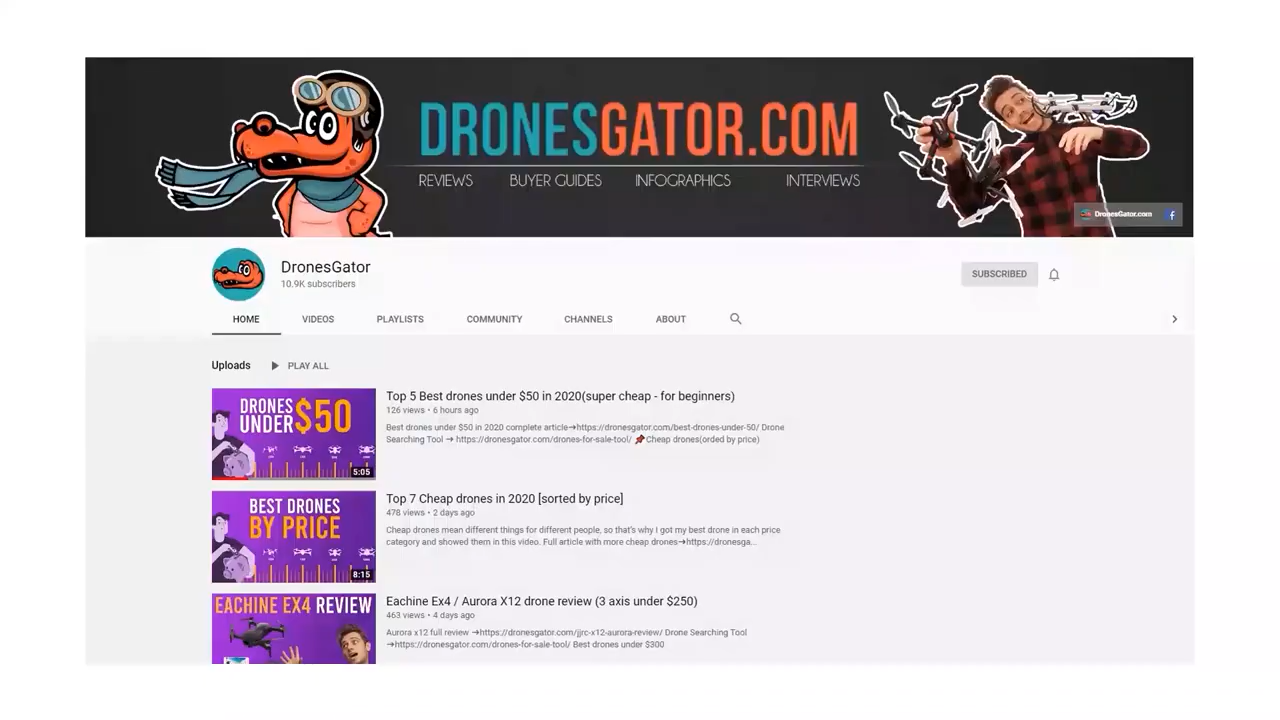 DRONESGATOR.COM
REVIEWS BUYER GUIDES INFOGRAPHICS INTERVIEWS
DronesGator.com
DronesGator
10.9K subscribers
SUBSCRIBED
HOME VIDEOS PLAYLISTS COMMUNITY CHANNELS ABOUT
Uploads PLAY ALL
DRONES UNDER $50
5:05
Top 5 Best drones under $50 in 2020(super cheap - for beginners)
126 views • 6 hours ago
Best drones under $50 in 2020 complete article→https://dronesgator.com/best-drones-under-50/ Drone
Searching Tool → https://dronesgator.com/drones-for-sale-tool/ 📌Cheap drones(orded by price)
BEST DRONES
BY PRICE
8:15
Top 7 Cheap drones in 2020 [sorted by price]
478 views • 2 days ago
Cheap drones mean different things for different people, so that's why I got my best drone in each price
category and showed them in this video. Full article with more cheap drones→https://dronesga...
EACHINE EX4 REVIEW
Eachine Ex4 / Aurora X12 drone review (3 axis under $250)
463 views • 4 days ago
Aurora x12 full review →https://dronesgator.com/jjrc-x12-aurora-review/ Drone Searching Tool
→https://dronesgator.com/drones-for-sale-tool/ Best drones under $300